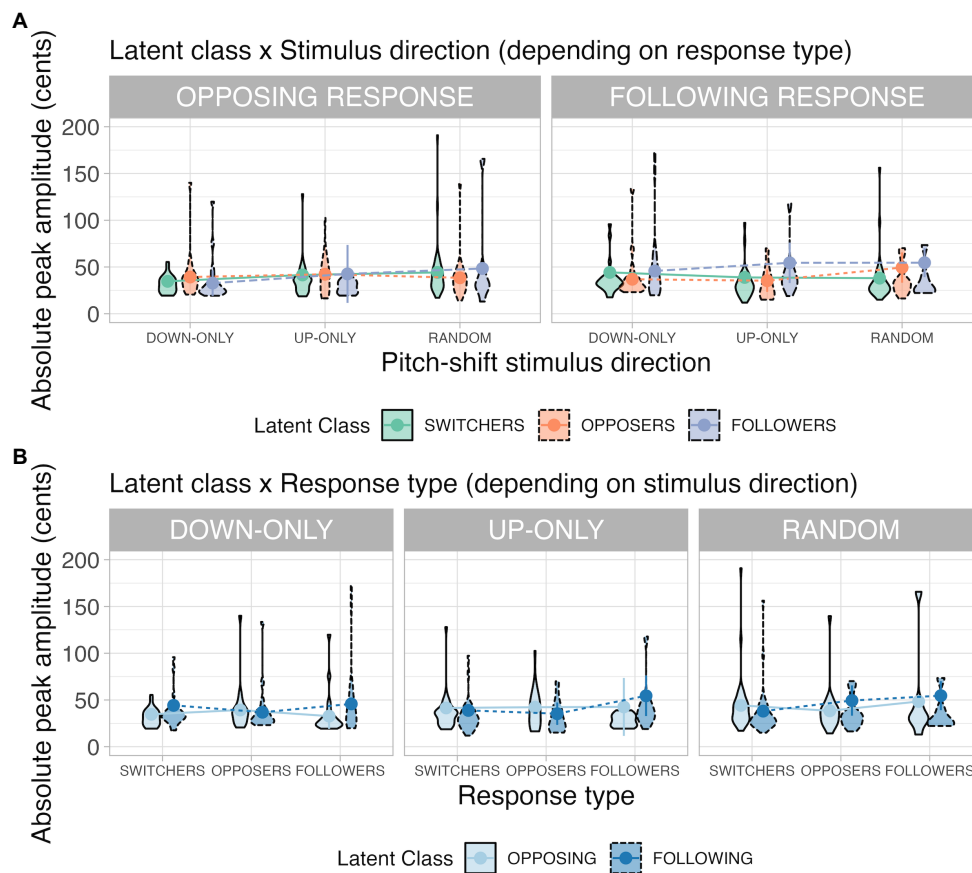 A
Latent class x Stimulus direction (depending on response type)
OPPOSING RESPONSE FOLLOWING RESPONSE
Absolute peak amplitude (cents)
200
150
100
50
0
DOWN-ONLY UP-ONLY RANDOM DOWN-ONLY UP-ONLY RANDOM
Pitch-shift stimulus direction
Latent Class SWITCHERS OPPOSERS FOLLOWERS
B
Latent class x Response type (depending on stimulus direction)
DOWN-ONLY UP-ONLY RANDOM
Absolute peak amplitude (cents)
200
150
100
50
0
SWITCHERS OPPOSERS FOLLOWERS SWITCHERS OPPOSERS FOLLOWERS SWITCHERS OPPOSERS FOLLOWERS
Response type
Latent Class OPPOSING FOLLOWING